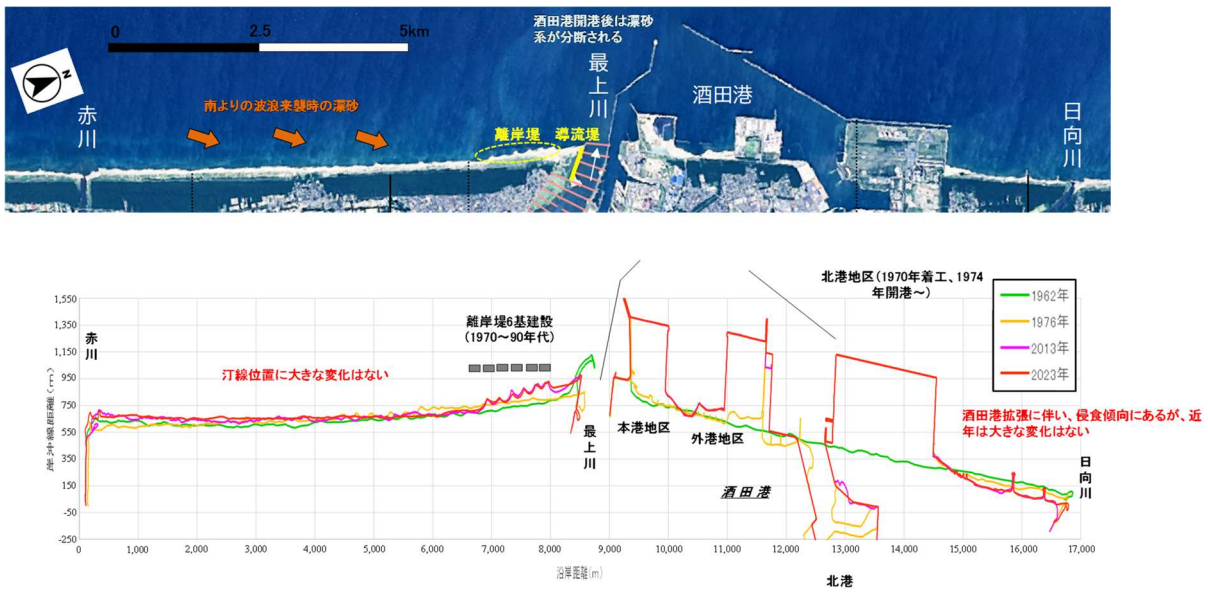 0
2.5
5km
酒田港開港後は漂砂
系が分断される
N
赤川
南よりの波浪来襲時の漂砂
離岸堤
導流堤
最上川
酒田港
日向川
北港地区(1970年着工、1974
年開港~)
1962年
1976年
2013年
2023年
離岸堤6基建設
(1970~90年代)
赤川
汀線位置に大きな変化はない
酒田港拡張に伴い、侵食傾向にあるが、近
年は大きな変化はない
本港地区
外港地区
最上川
酒田港
日向川
岸沖線距離(m)
1,550
1,350
1,150
950
750
550
350
150
-50
-250
0
1,000
2,000
3,000
4,000
5,000
6,000
7,000
8,000
9,000
10,000
11,000
12,000
13,000
14,000
15,000
16,000
17,000
沿岸距離(m)
北港